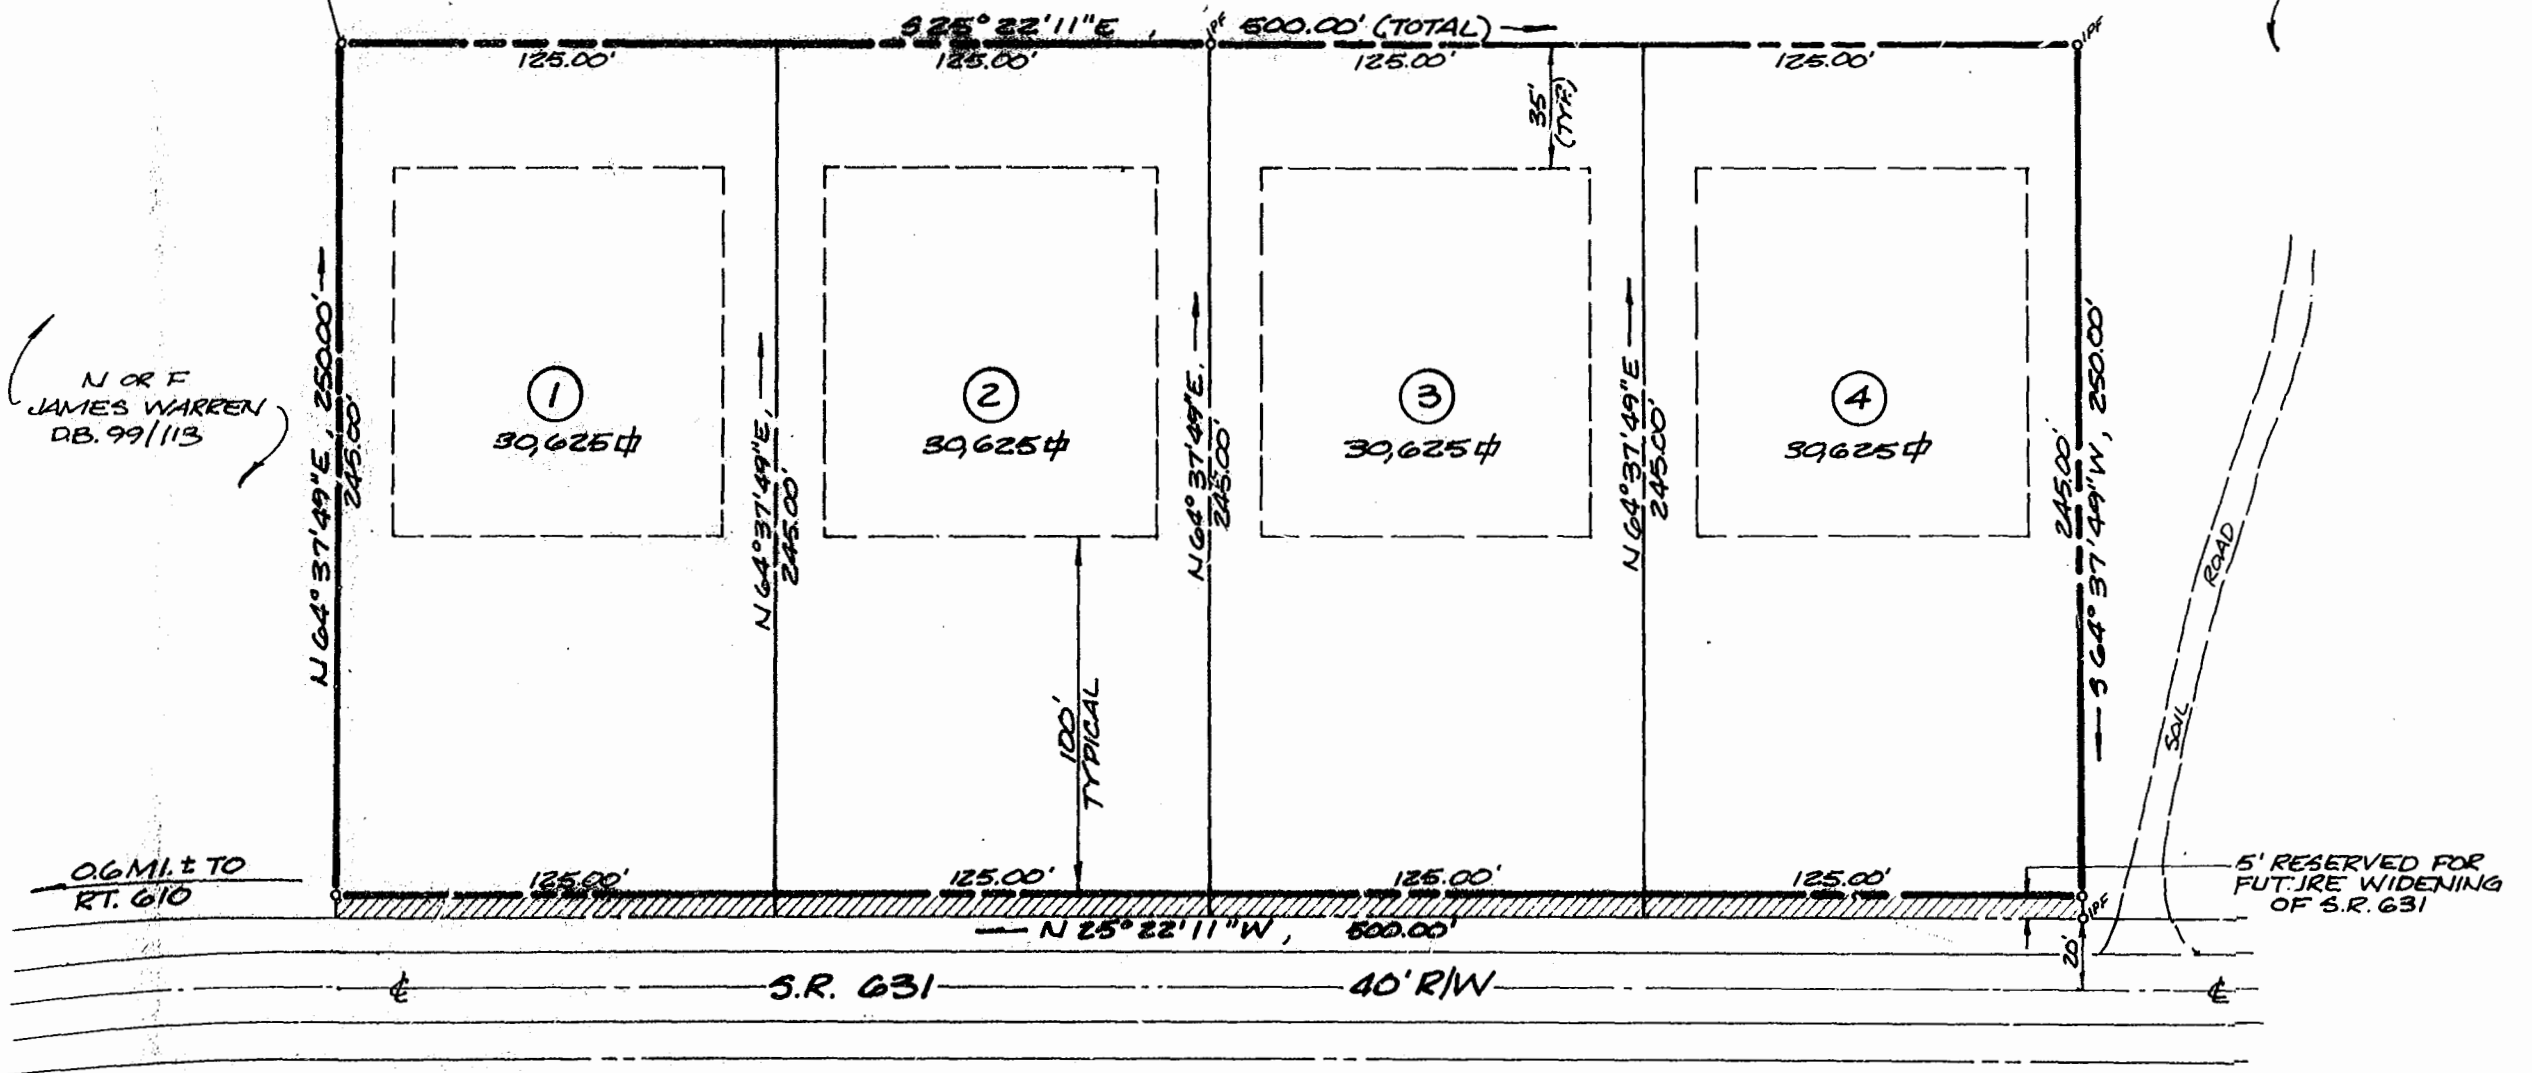 S 25° 22' 11" E , 500.00' (TOTAL)
IPF
IPF
125.00'
125.00'
125.00'
125.00'
35'
(TYP.)
N 64° 37' 49" E , 250.00'
245.00'
N 64° 37' 49" E,
245.00'
N 64° 37' 49" E.
245.00'
N 64° 37' 49" E
245.00'
245.00'
S 64° 37' 49" W , 250.00'
N OR F
JAMES WARREN
D.B. 99/113
1
30,625 ⏍
2
30,625 ⏍
3
30,625 ⏍
4
30,625 ⏍
SOIL ROAD
100'
TYPICAL
0.6 MI. ± TO
RT. 610
125.00'
125.00'
125.00'
125.00'
5' RESERVED FOR
FUTURE WIDENING
OF S.R. 631
IPF
N 25° 22' 11" W , 500.00'
20'
℄ S.R. 631 40' R/W ℄